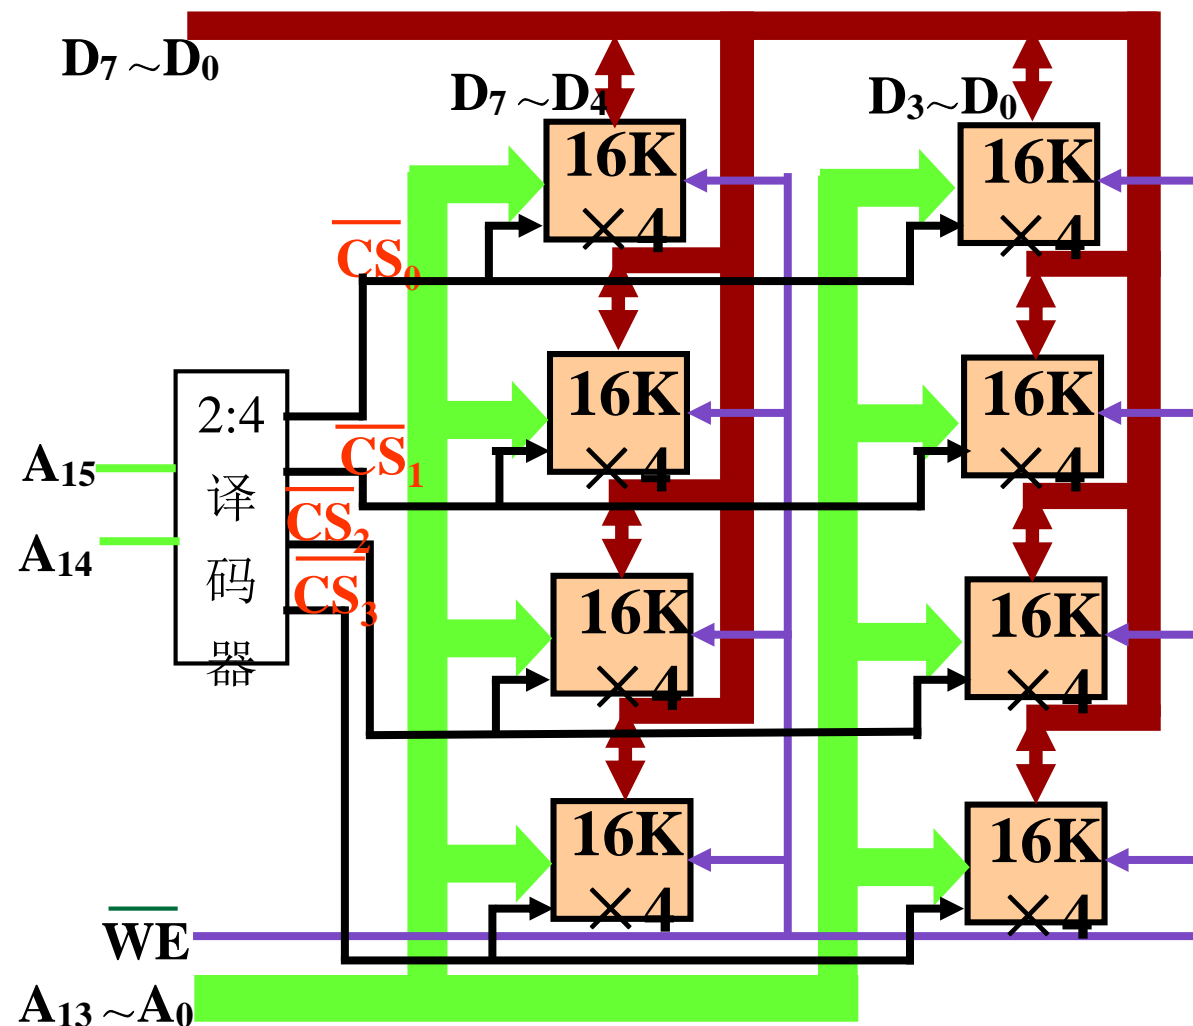 D7 ~D0
D7 ~D4
D3~D0
16K
× 4
16K
× 4
CS0
16K
× 4
16K
× 4
2:4
译
码
器
A15
A14
CS1
CS2
CS3
16K
× 4
16K
× 4
16K
× 4
16K
× 4
WE
A13 ~A0